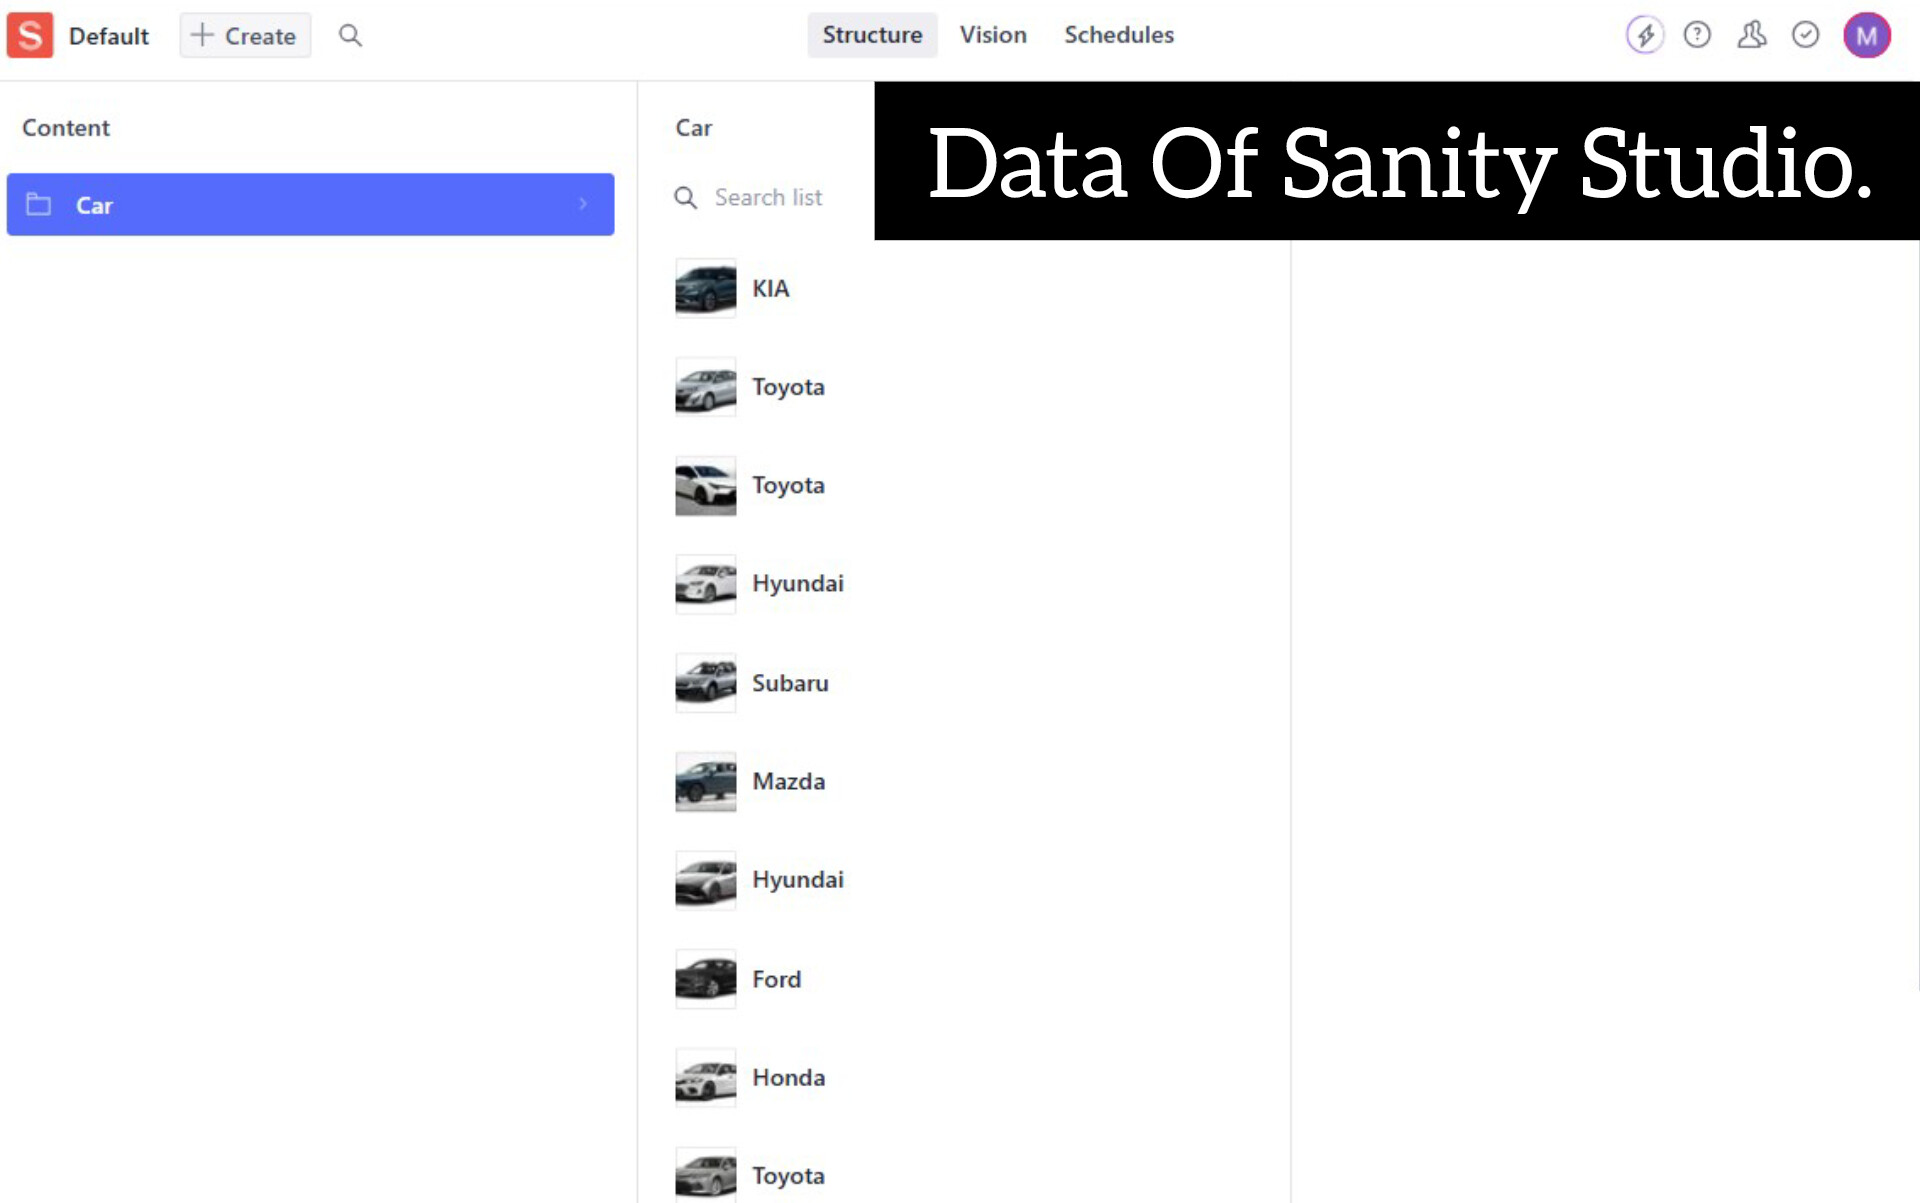 S Default + Create Structure Vision Schedules ? M
Content
Car
Car
Search list
Data Of Sanity Studio.
KIA
Toyota
Toyota
Hyundai
Subaru
Mazda
Hyundai
Ford
Honda
Toyota